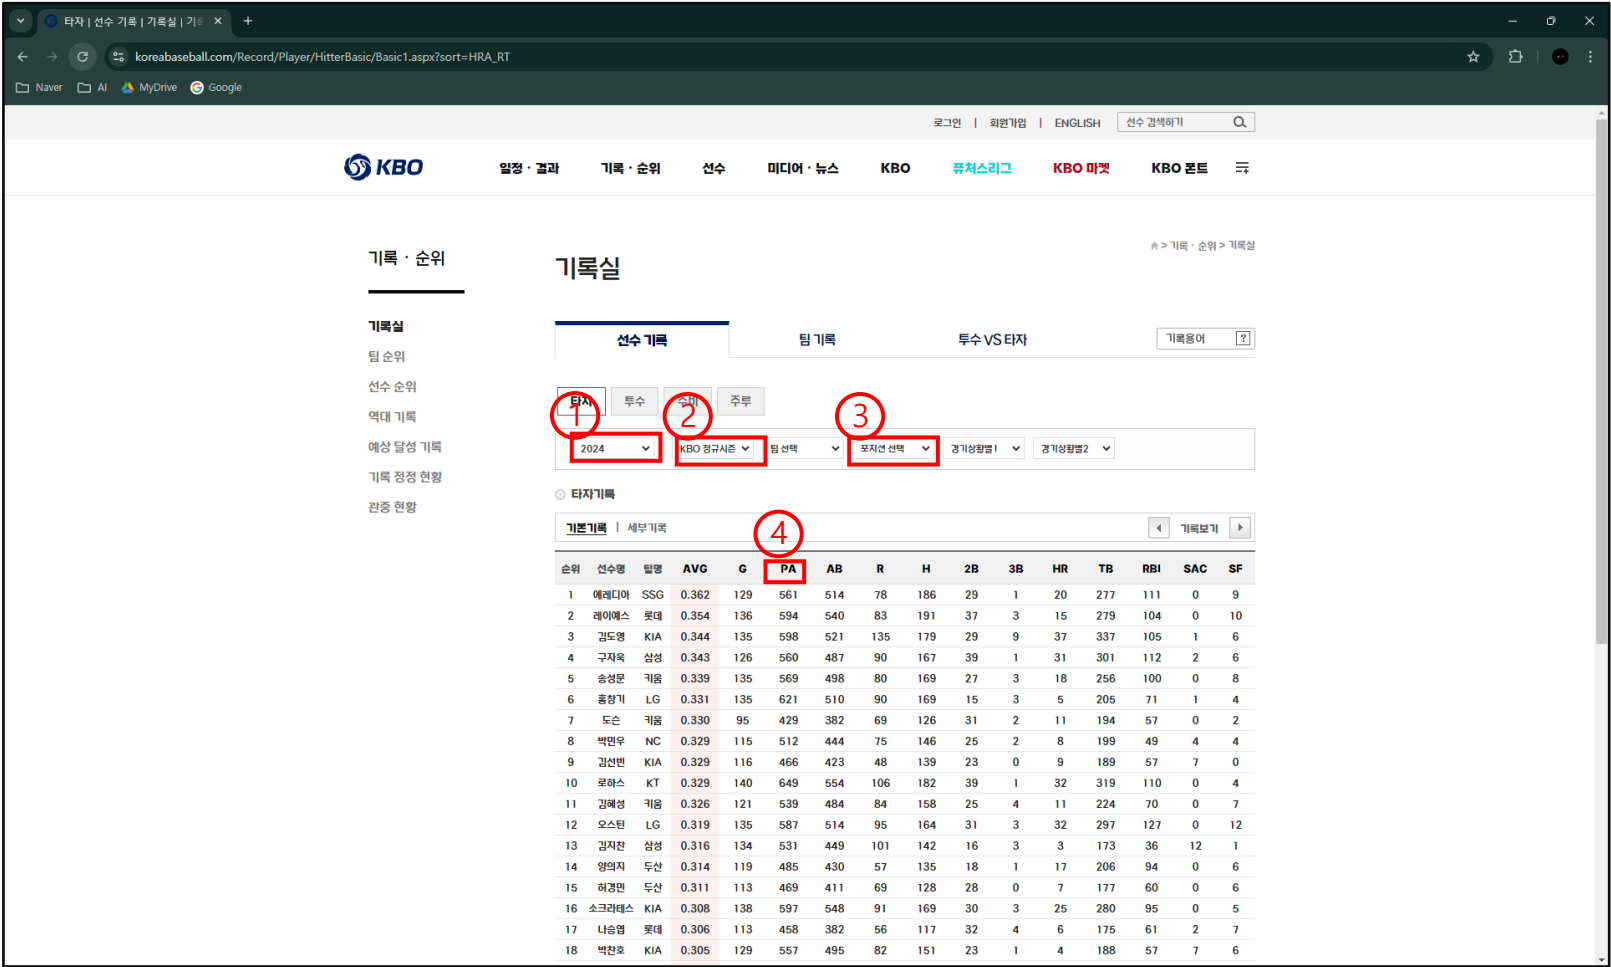 타자 | 선수 기록 | 기록실 | 기록
koreabaseball.com/Record/Player/HitterBasic/Basic1.aspx?sort=HRA_RT
Naver AI MyDrive Google
로그인 | 회원가입 | ENGLISH 선수 검색하기
KBO 일정 · 결과 기록 · 순위 선수 미디어 · 뉴스 KBO 퓨처스리그 KBO 마켓 KBO 폰트
> 기록 · 순위 > 기록실
기록 · 순위
기록실
팀 순위
선수 순위
역대 기록
예상 달성 기록
기록 정정 현황
관중 현황
기록실
선수 기록 팀 기록 투수 VS 타자 기록용어 ?
타자 투수 수비 주루
1 2 3
2024 KBO 정규시즌 팀 선택 포지션 선택 경기상황별1 경기상황별2
타자기록
기본기록 | 세부기록 기록보기
4
순위 선수명 팀명 AVG G PA AB R H 2B 3B HR TB RBI SAC SF
1 에레디아 SSG 0.362 129 561 514 78 186 29 1 20 277 111 0 9
2 레이예스 롯데 0.354 136 594 540 83 191 37 3 15 279 104 0 10
3 김도영 KIA 0.344 135 598 521 135 179 29 9 37 337 105 1 6
4 구자욱 삼성 0.343 126 560 487 90 167 39 1 31 301 112 2 6
5 송성문 키움 0.339 135 569 498 80 169 27 3 18 256 100 0 8
6 홍창기 LG 0.331 135 621 510 90 169 15 3 5 205 71 1 4
7 도슨 키움 0.330 95 429 382 69 126 31 2 11 194 57 0 2
8 박민우 NC 0.329 115 512 444 75 146 25 2 8 199 49 4 4
9 김선빈 KIA 0.329 116 466 423 48 139 23 0 9 189 57 7 0
10 로하스 KT 0.329 140 649 554 106 182 39 1 32 319 110 0 4
11 김혜성 키움 0.326 121 539 484 84 158 25 4 11 224 70 0 7
12 오스틴 LG 0.319 135 587 514 95 164 31 3 32 297 127 0 12
13 김지찬 삼성 0.316 134 531 449 101 142 16 3 3 173 36 12 1
14 양의지 두산 0.314 119 485 430 57 135 18 1 17 206 94 0 6
15 허경민 두산 0.311 113 469 411 69 128 28 0 7 177 60 0 6
16 소크라테스 KIA 0.308 138 597 548 91 169 30 3 25 280 95 0 5
17 나승엽 롯데 0.306 113 458 382 56 117 32 4 6 175 61 2 7
18 박찬호 KIA 0.305 129 557 495 82 151 23 1 4 188 57 7 6